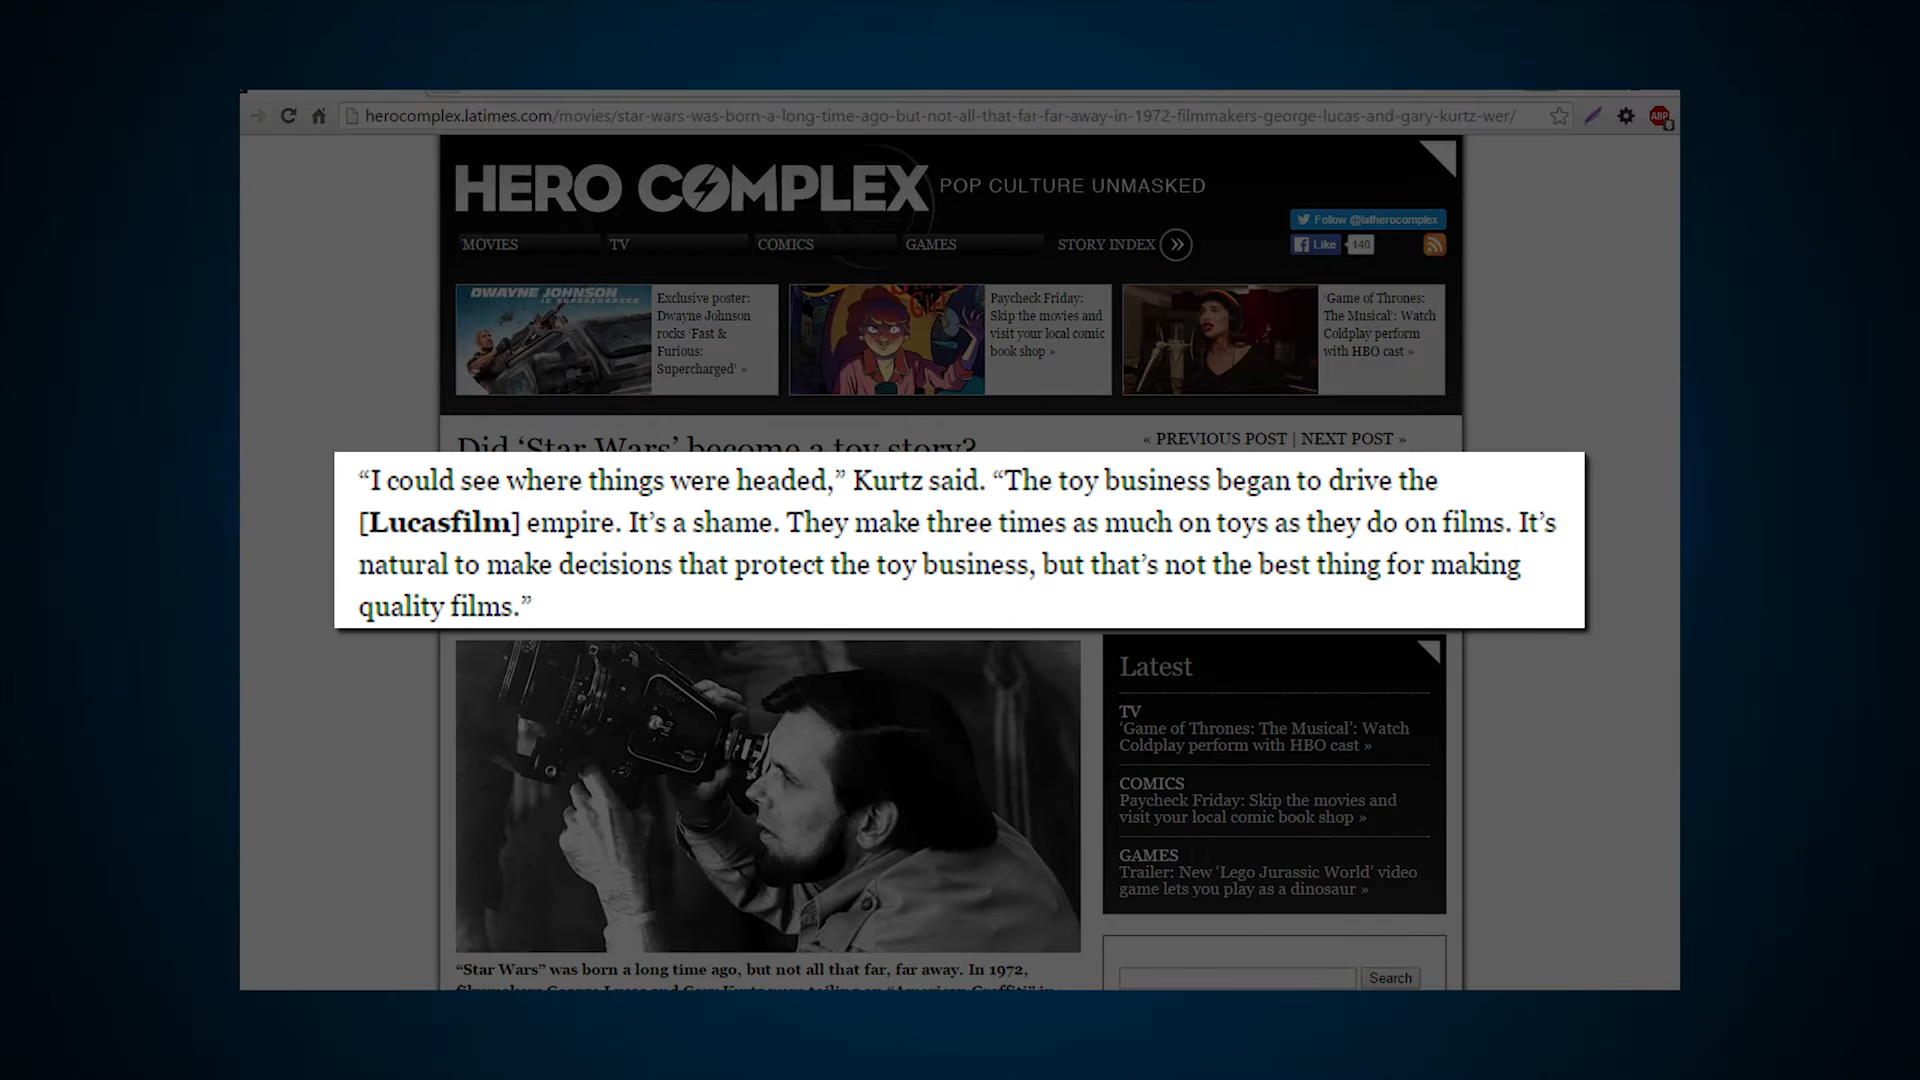 herocomplex.latimes.com/movies/star-wars-was-born-a-long-time-ago-but-not-all-that-far-far-away-in-1972-filmmakers-george-lucas-and-gary-kurtz-wer/
ABP
HERO COMPLEX
POP CULTURE UNMASKED
Follow @latherocomplex
MOVIES
TV
COMICS
GAMES
STORY INDEX »
Like
140
DWAYNE JOHNSON
IS SUPERCHARGED
Exclusive poster:
Dwayne Johnson
rocks ‘Fast &
Furious:
Supercharged’ »
Paycheck Friday:
Skip the movies and
visit your local comic
book shop »
‘Game of Thrones:
The Musical’: Watch
Coldplay perform
with HBO cast »
Did ‘Star Wars’ become a toy story?
« PREVIOUS POST | NEXT POST »
“I could see where things were headed,” Kurtz said. “The toy business began to drive the
[Lucasfilm] empire. It’s a shame. They make three times as much on toys as they do on films. It’s
natural to make decisions that protect the toy business, but that’s not the best thing for making
quality films.”
Latest
TV
‘Game of Thrones: The Musical’: Watch
Coldplay perform with HBO cast »
COMICS
Paycheck Friday: Skip the movies and
visit your local comic book shop »
GAMES
Trailer: New ‘Lego Jurassic World’ video
game lets you play as a dinosaur »
Search
“Star Wars” was born a long time ago, but not all that far, far away. In 1972,